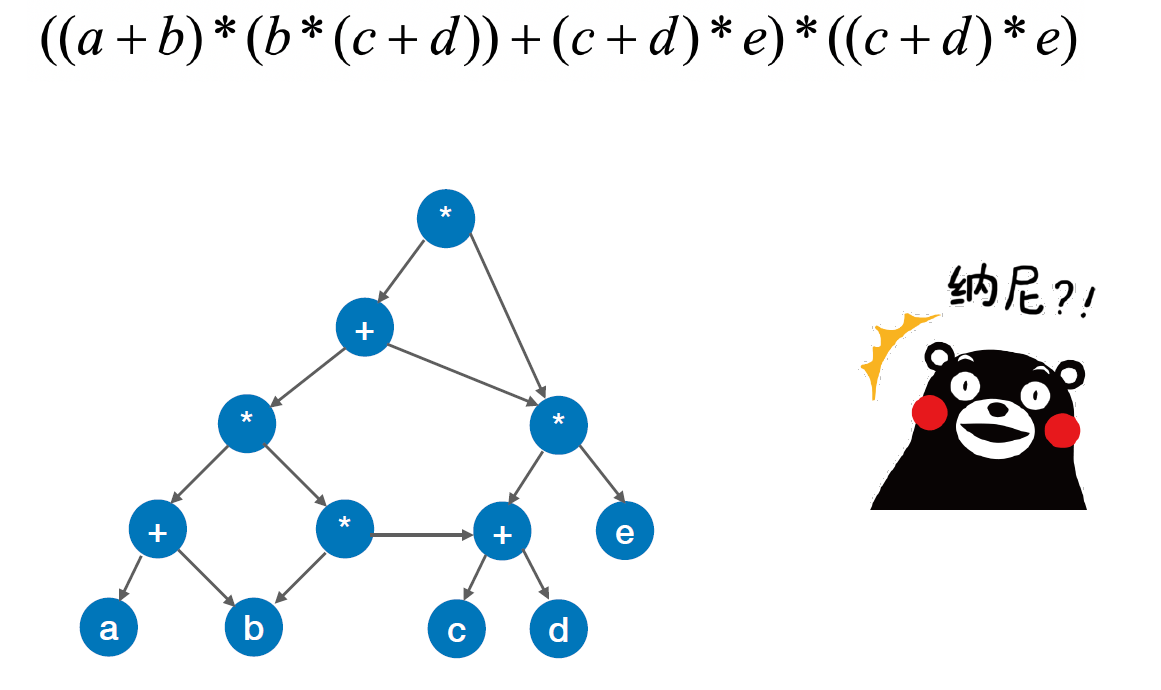 ((a + b) * (b * (c + d)) + (c + d) * e) * ((c + d) * e)
*
纳尼?!
+
*
*
+
*
+
e
a
b
c
d